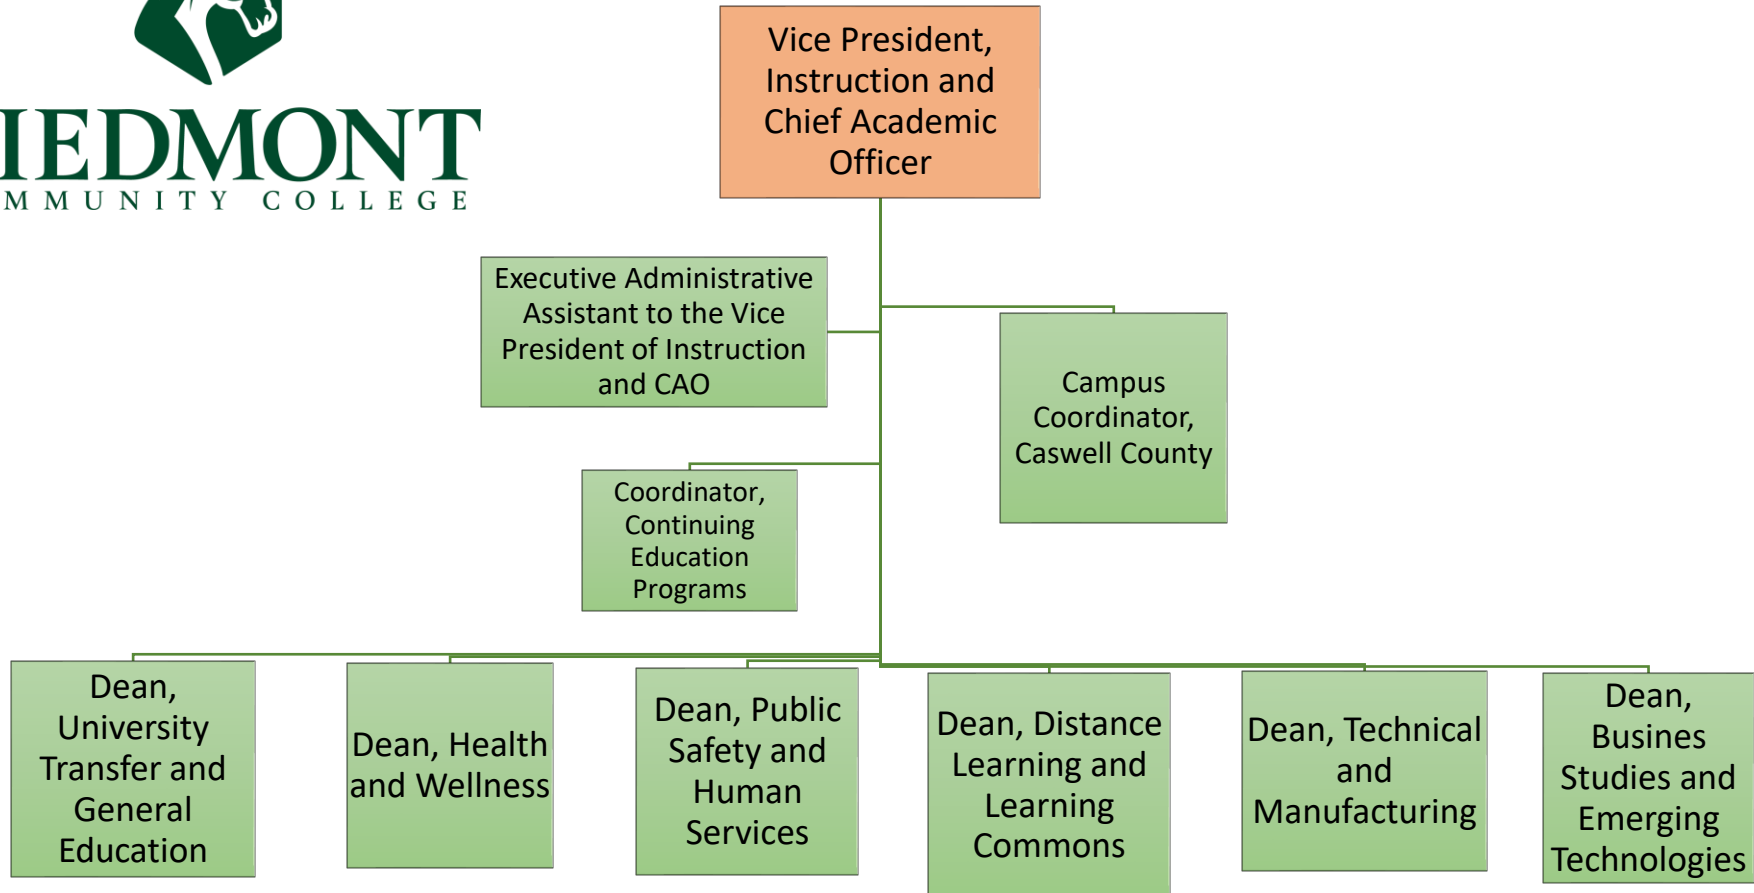 IEDMONT
MMUNITY COLLEGE
Vice President,
Instruction and
Chief Academic
Officer
Executive Administrative
Assistant to the Vice
President of Instruction
and CAO
Campus
Coordinator,
Caswell County
Coordinator,
Continuing
Education
Programs
Dean,
University
Transfer and
General
Education
Dean, Health
and Wellness
Dean, Public
Safety and
Human
Services
Dean, Distance
Learning and
Learning
Commons
Dean, Technical
and
Manufacturing
Dean,
Busines
Studies and
Emerging
Technologies